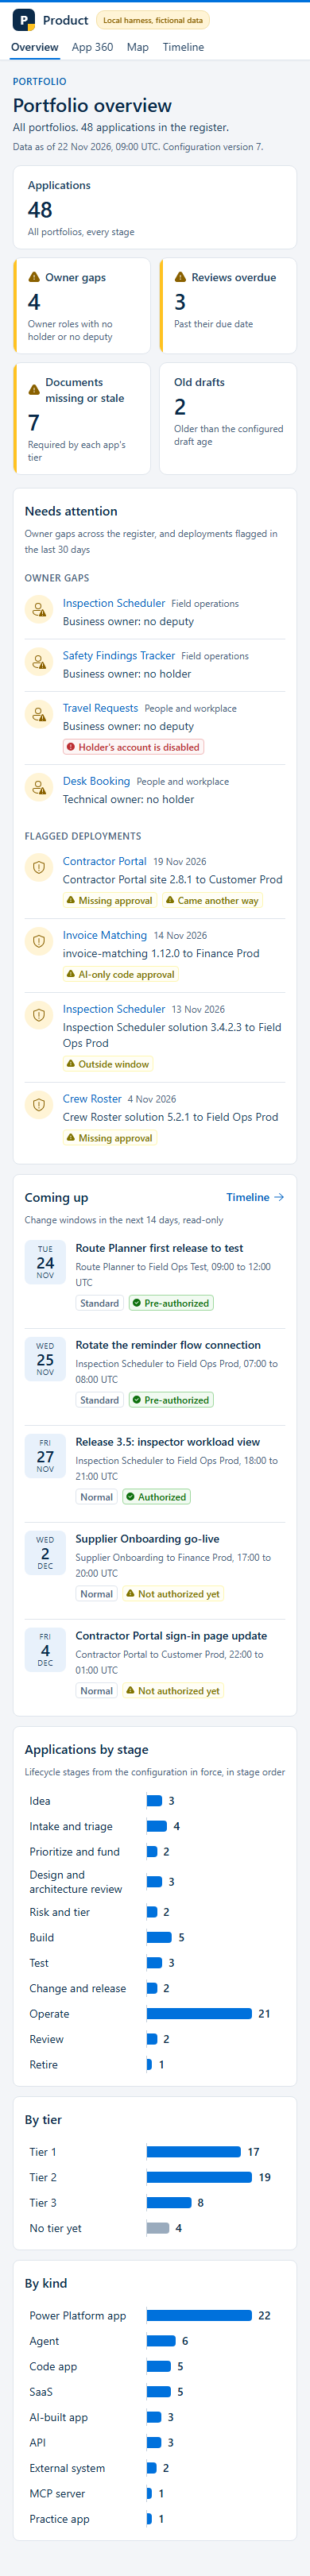 P Product Local harness, fictional data
Overview App 360 Map Timeline
PORTFOLIO
Portfolio overview
All portfolios. 48 applications in the register.
Data as of 22 Nov 2026, 09:00 UTC. Configuration version 7.
Applications
48
All portfolios, every stage
Owner gaps
4
Owner roles with no
holder or no deputy
Reviews overdue
3
Past their due date
Documents
missing or stale
7
Required by each app's
tier
Old drafts
2
Older than the configured
draft age
Needs attention
Owner gaps across the register, and deployments flagged in
the last 30 days
OWNER GAPS
Inspection Scheduler Field operations
Business owner: no deputy
Safety Findings Tracker Field operations
Business owner: no holder
Travel Requests People and workplace
Business owner: no deputy
Holder's account is disabled
Desk Booking People and workplace
Technical owner: no holder
FLAGGED DEPLOYMENTS
Contractor Portal 19 Nov 2026
Contractor Portal site 2.8.1 to Customer Prod
Missing approval Came another way
Invoice Matching 14 Nov 2026
invoice-matching 1.12.0 to Finance Prod
AI-only code approval
Inspection Scheduler 13 Nov 2026
Inspection Scheduler solution 3.4.2.3 to Field
Ops Prod
Outside window
Crew Roster 4 Nov 2026
Crew Roster solution 5.2.1 to Field Ops Prod
Missing approval
Coming up Timeline
Change windows in the next 14 days, read-only
TUE
24
NOV
Route Planner first release to test
Route Planner to Field Ops Test, 09:00 to 12:00
UTC
Standard Pre-authorized
WED
25
NOV
Rotate the reminder flow connection
Inspection Scheduler to Field Ops Prod, 07:00 to
08:00 UTC
Standard Pre-authorized
FRI
27
NOV
Release 3.5: inspector workload view
Inspection Scheduler to Field Ops Prod, 18:00 to
21:00 UTC
Normal Authorized
WED
2
DEC
Supplier Onboarding go-live
Supplier Onboarding to Finance Prod, 17:00 to
20:00 UTC
Normal Not authorized yet
FRI
4
DEC
Contractor Portal sign-in page update
Contractor Portal to Customer Prod, 22:00 to
01:00 UTC
Normal Not authorized yet
Applications by stage
Lifecycle stages from the configuration in force, in stage order
Idea 3
Intake and triage 4
Prioritize and fund 2
Design and
architecture review 3
Risk and tier 2
Build 5
Test 3
Change and release 2
Operate 21
Review 2
Retire 1
By tier
Tier 1 17
Tier 2 19
Tier 3 8
No tier yet 4
By kind
Power Platform app 22
Agent 6
Code app 5
SaaS 5
AI-built app 3
API 3
External system 2
MCP server 1
Practice app 1